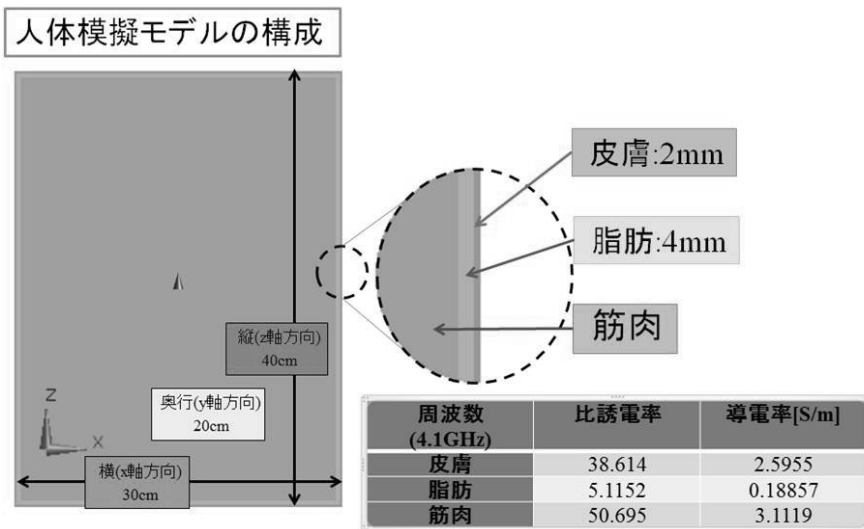 人体模擬モデルの構成
皮膚:2mm
脂肪:4mm
筋肉
縦(z軸方向)
40cm
奥行(y軸方向)
20cm
Z
X
横(x軸方向)
30cm
周波数 比誘電率 導電率[S/m]
(4.1GHz)
皮膚 38.614 2.5955
脂肪 5.1152 0.18857
筋肉 50.695 3.1119